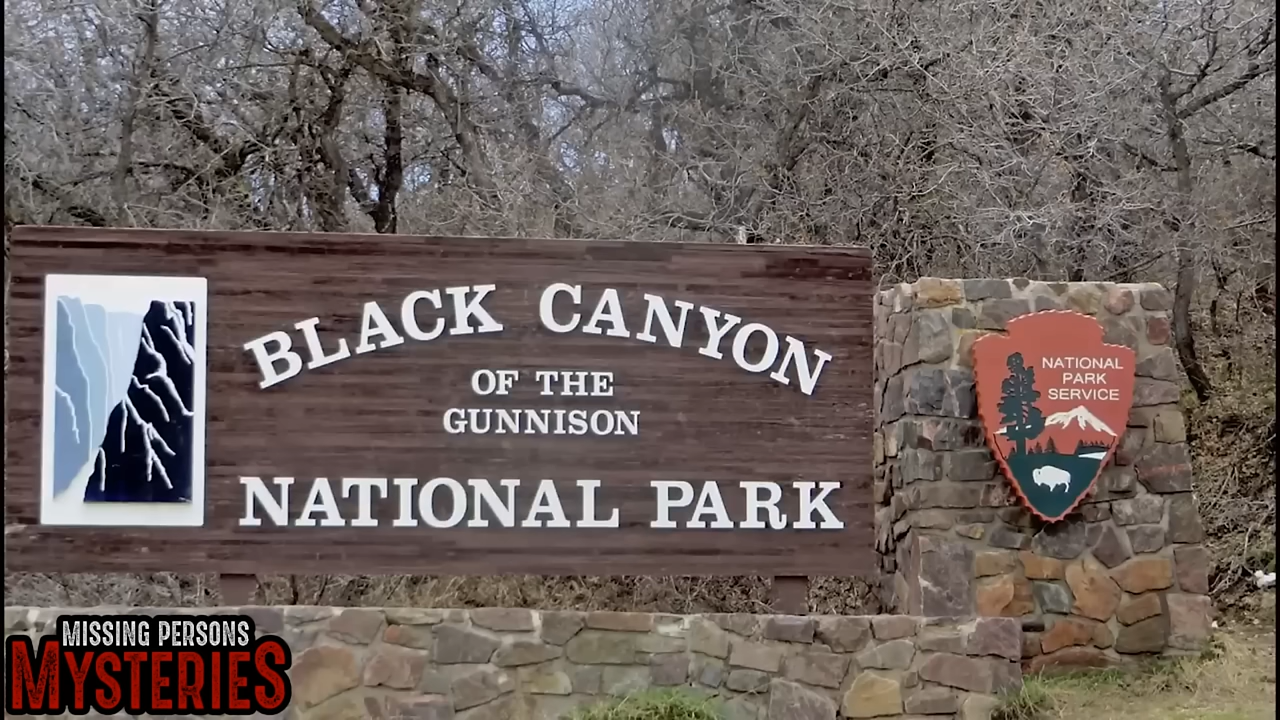 BLACK CANYON
OF THE
GUNNISON
NATIONAL PARK
NATIONAL
PARK
SERVICE
MISSING PERSONS
MYSTERIES